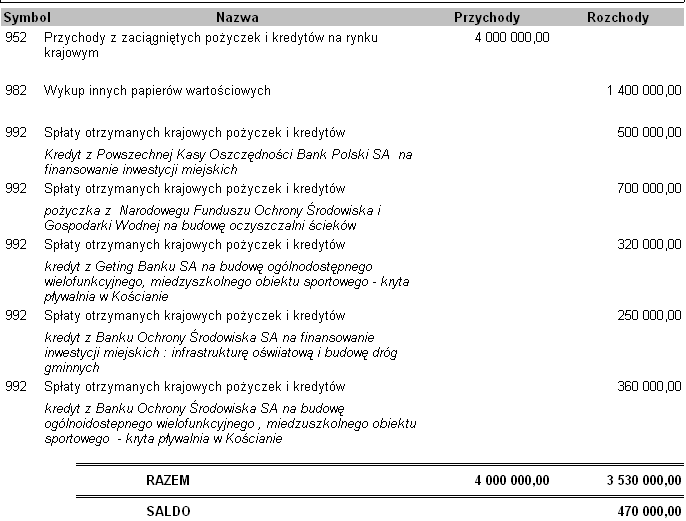 Symbol Nazwa Przychody Rozchody
952 Przychody z zaciągniętych pożyczek i kredytów na rynku 4 000 000,00
krajowym
982 Wykup innych papierów wartościowych 1 400 000,00
992 Spłaty otrzymanych krajowych pożyczek i kredytów 500 000,00
Kredyt z Powszechnej Kasy Oszczędności Bank Polski SA na
finansowanie inwestycji miejskich
992 Spłaty otrzymanych krajowych pożyczek i kredytów 700 000,00
pożyczka z Narodowego Funduszu Ochrony Środowiska i
Gospodarki Wodnej na budowę oczyszczalni ścieków
992 Spłaty otrzymanych krajowych pożyczek i kredytów 320 000,00
kredyt z Geting Banku SA na budowę ogólnodostępnego
wielofunkcyjnego, miedzyszkolnego obiektu sportowego - kryta
pływalnia w Kościanie
992 Spłaty otrzymanych krajowych pożyczek i kredytów 250 000,00
kredyt z Banku Ochrony Środowiska SA na finansowanie
inwestycji miejskich : infrastrukturę oświatową i budowę dróg
gminnych
992 Spłaty otrzymanych krajowych pożyczek i kredytów 360 000,00
kredyt z Banku Ochrony Środowiska SA na budowę
ogólnoidostepnego wielofunkcyjnego , miedzuszkolnego obiektu
sportowego - kryta pływalnia w Kościanie
RAZEM 4 000 000,00 3 530 000,00
SALDO 470 000,00